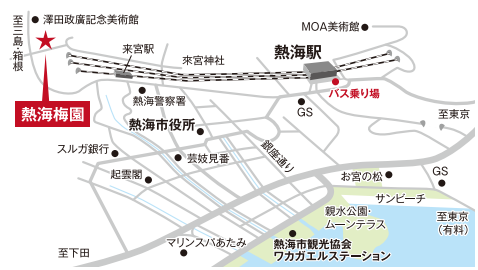 澤田政廣記念美術館
至三島・箱根
MOA美術館
來宮駅
來宮神社
熱海駅
バス乗り場
熱海梅園
熱海警察署
GS
至東京
熱海市役所
銀座通り
スルガ銀行
芸妓見番
起雲閣
お宮の松
GS
サンビーチ
親水公園・
ムーンテラス
至東京
(有料)
至下田
マリンスパあたみ
熱海市観光協会
ワカガエルステーション